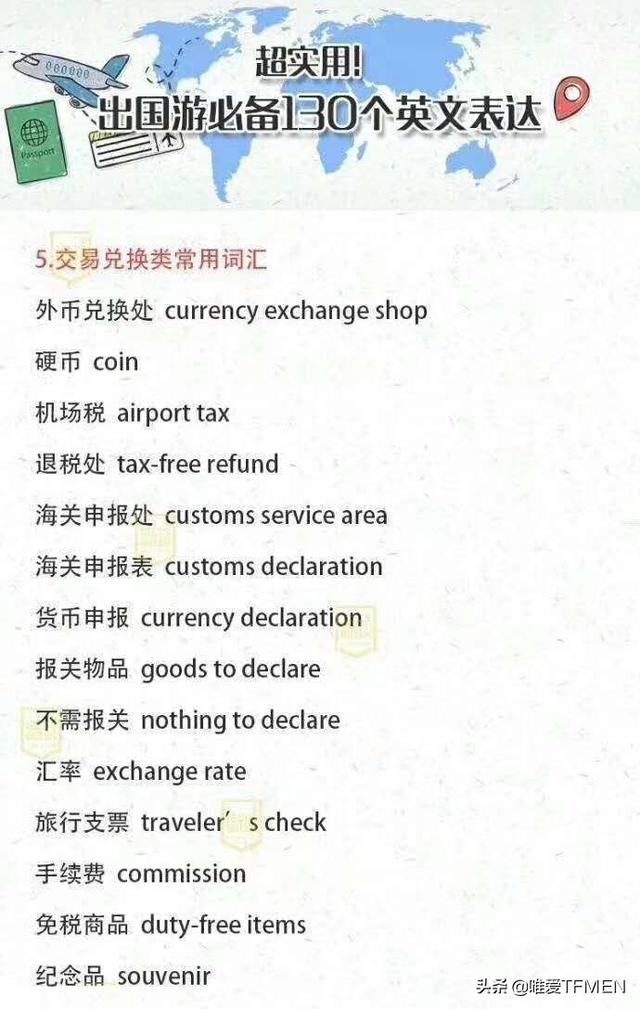 超实用!
出国游必备130个英文表达
Passport
5.交易兑换类常用词汇
外币兑换处 currency exchange shop
硬币 coin
机场税 airport tax
退税处 tax-free refund
海关申报处 customs service area
海关申报表 customs declaration
货币申报 currency declaration
报关物品 goods to declare
不需报关 nothing to declare
汇率 exchange rate
旅行支票 traveler′s check
手续费 commission
免税商品 duty-free items
纪念品 souvenir
头条 @唯爱TFMEN